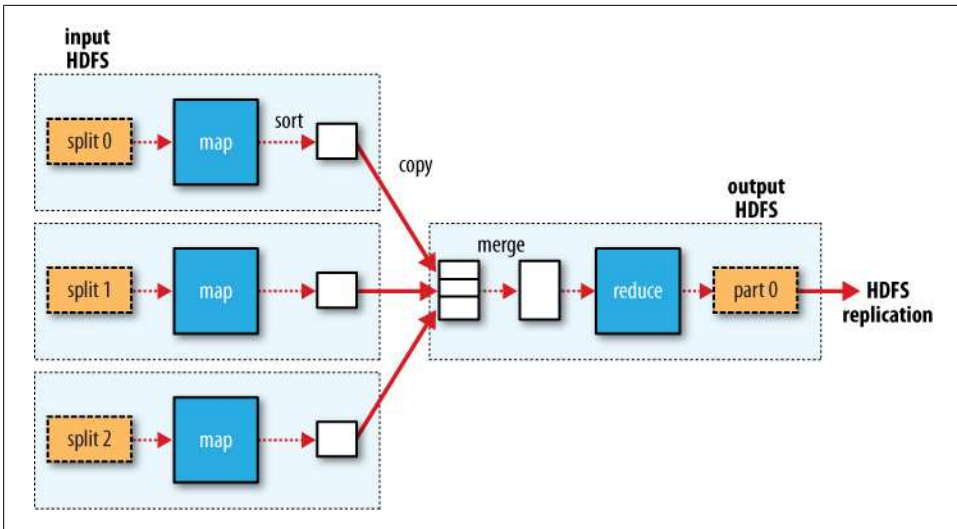 input
HDFS
split 0
map
sort
copy
split 1
map
split 2
map
output
HDFS
merge
reduce
part 0
HDFS
replication